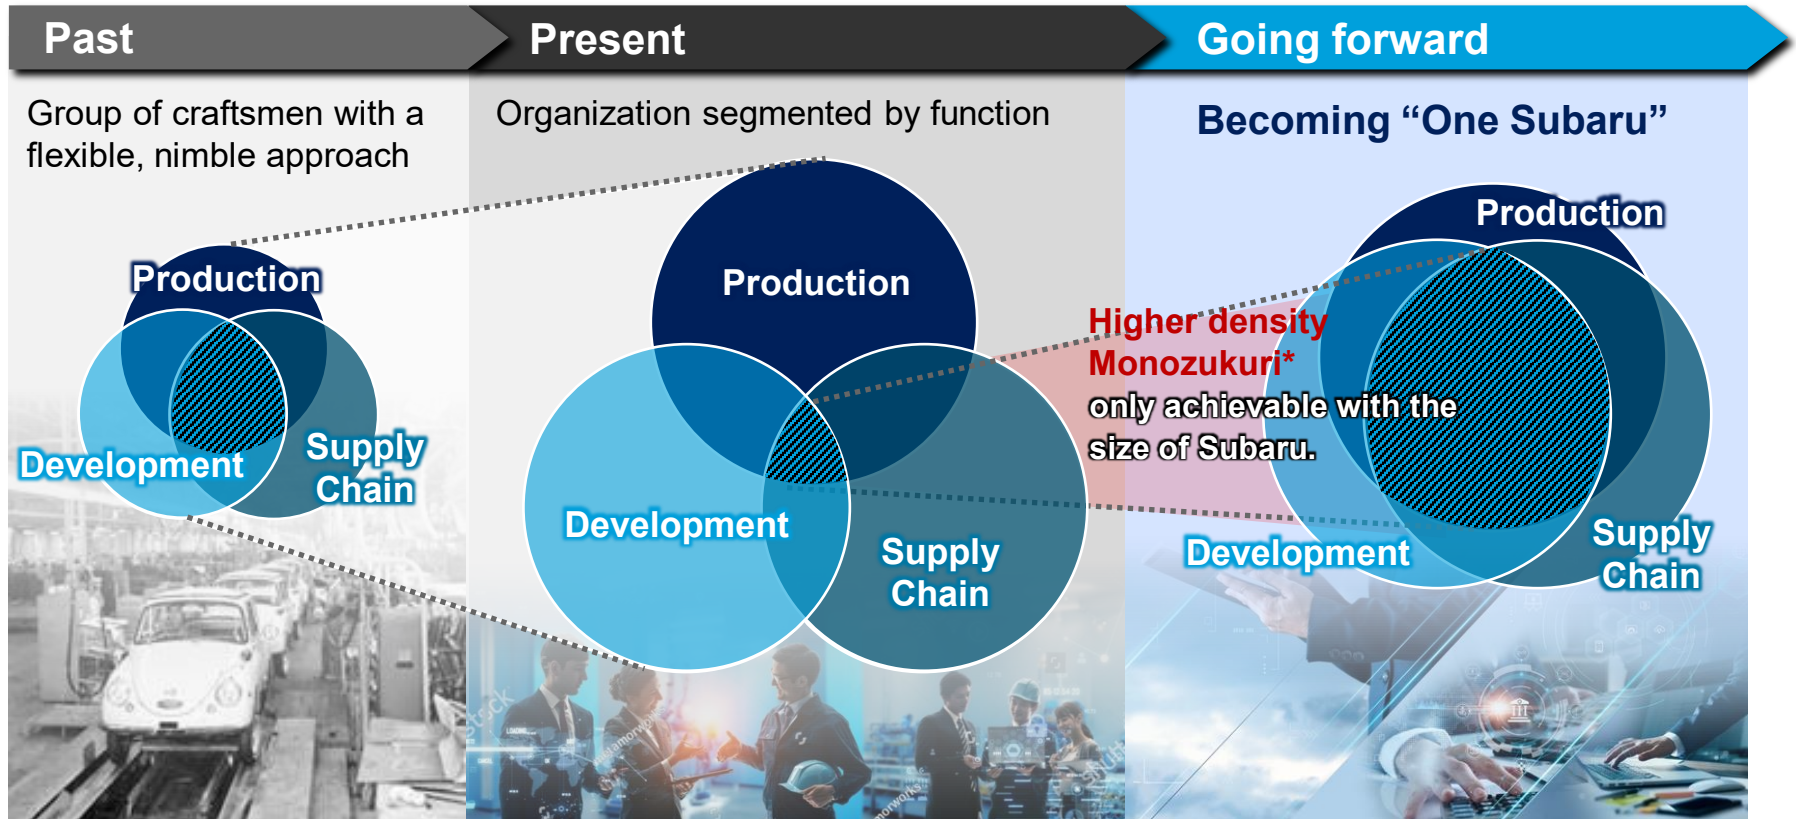 Past
Present
Going forward
Group of craftsmen with a
flexible, nimble approach
Organization segmented by function
Becoming “One Subaru”
Production
Development
Supply
Chain
Production
Development
Supply
Chain
Higher density
Monozukuri*
only achievable with the
size of Subaru.
Production
Development
Supply
Chain